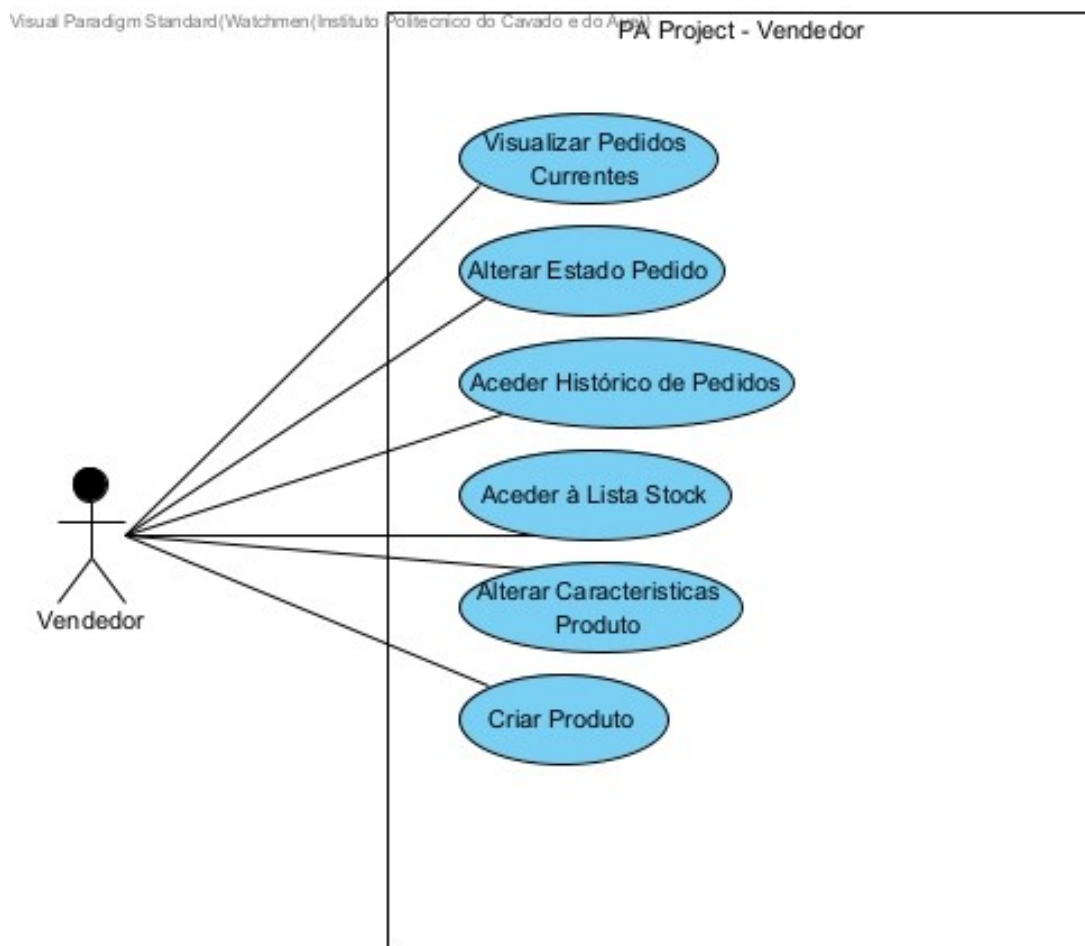 Visual Paradigm Standard(Watchmen(Instituto Politecnico do Cavado e do Ave))
PA Project - Vendedor
Visualizar Pedidos
Currentes
Alterar Estado Pedido
Aceder Histórico de Pedidos
Aceder à Lista Stock
Alterar Caracteristicas
Produto
Criar Produto
Vendedor